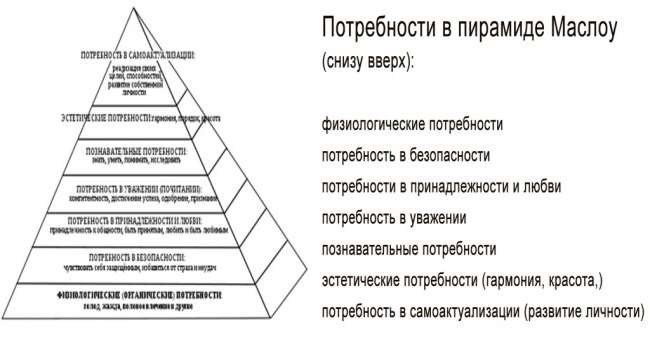 ПОТРЕБНОСТЬ В САМОАКТУАЛИЗАЦИИ:
реализация своих
целей, способностей,
развитие собственной
личности
ЭСТЕТИЧЕСКИЕ ПОТРЕБНОСТИ: гармония, порядок, красота
ПОЗНАВАТЕЛЬНЫЕ ПОТРЕБНОСТИ:
знать, уметь, понимать, исследовать
ПОТРЕБНОСТЬ В УВАЖЕНИИ (ПОЧИТАНИИ):
компетентность, достижение успеха, одобрение, признание
ПОТРЕБНОСТЬ В ПРИНАДЛЕЖНОСТИ И ЛЮБВИ:
принадлежность к общности, быть принятым, любить и быть любимым
ПОТРЕБНОСТЬ В БЕЗОПАСНОСТИ:
чувствовать себя защищённым, избавиться от страха и неудач
ФИЗИОЛОГИЧЕСКИЕ (ОРГАНИЧЕСКИЕ) ПОТРЕБНОСТИ:
голод, жажда, половое влечение и другие
Потребности в пирамиде Маслоу
(снизу вверх):
физиологические потребности
потребность в безопасности
потребности в принадлежности и любви
потребность в уважении
познавательные потребности
эстетические потребности (гармония, красота,)
потребность в самоактуализации (развитие личности)